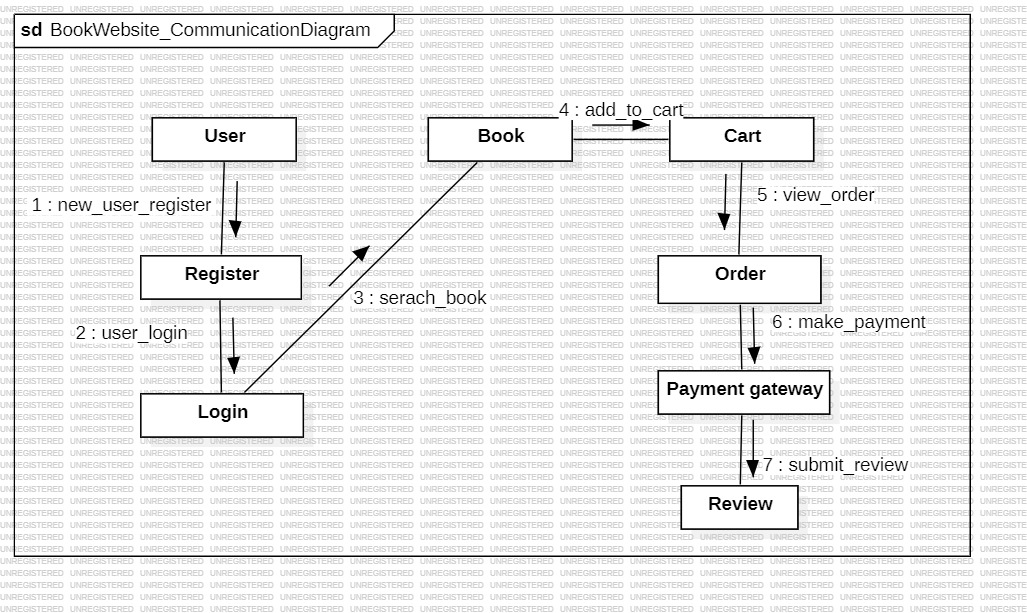 sd BookWebsite_CommunicationDiagram
4 : add_to_cart
User
Book
Cart
1 : new_user_register
5 : view_order
Register
Order
3 : serach_book
2 : user_login
6 : make_payment
Payment gateway
Login
7 : submit_review
Review
UNREGISTERED